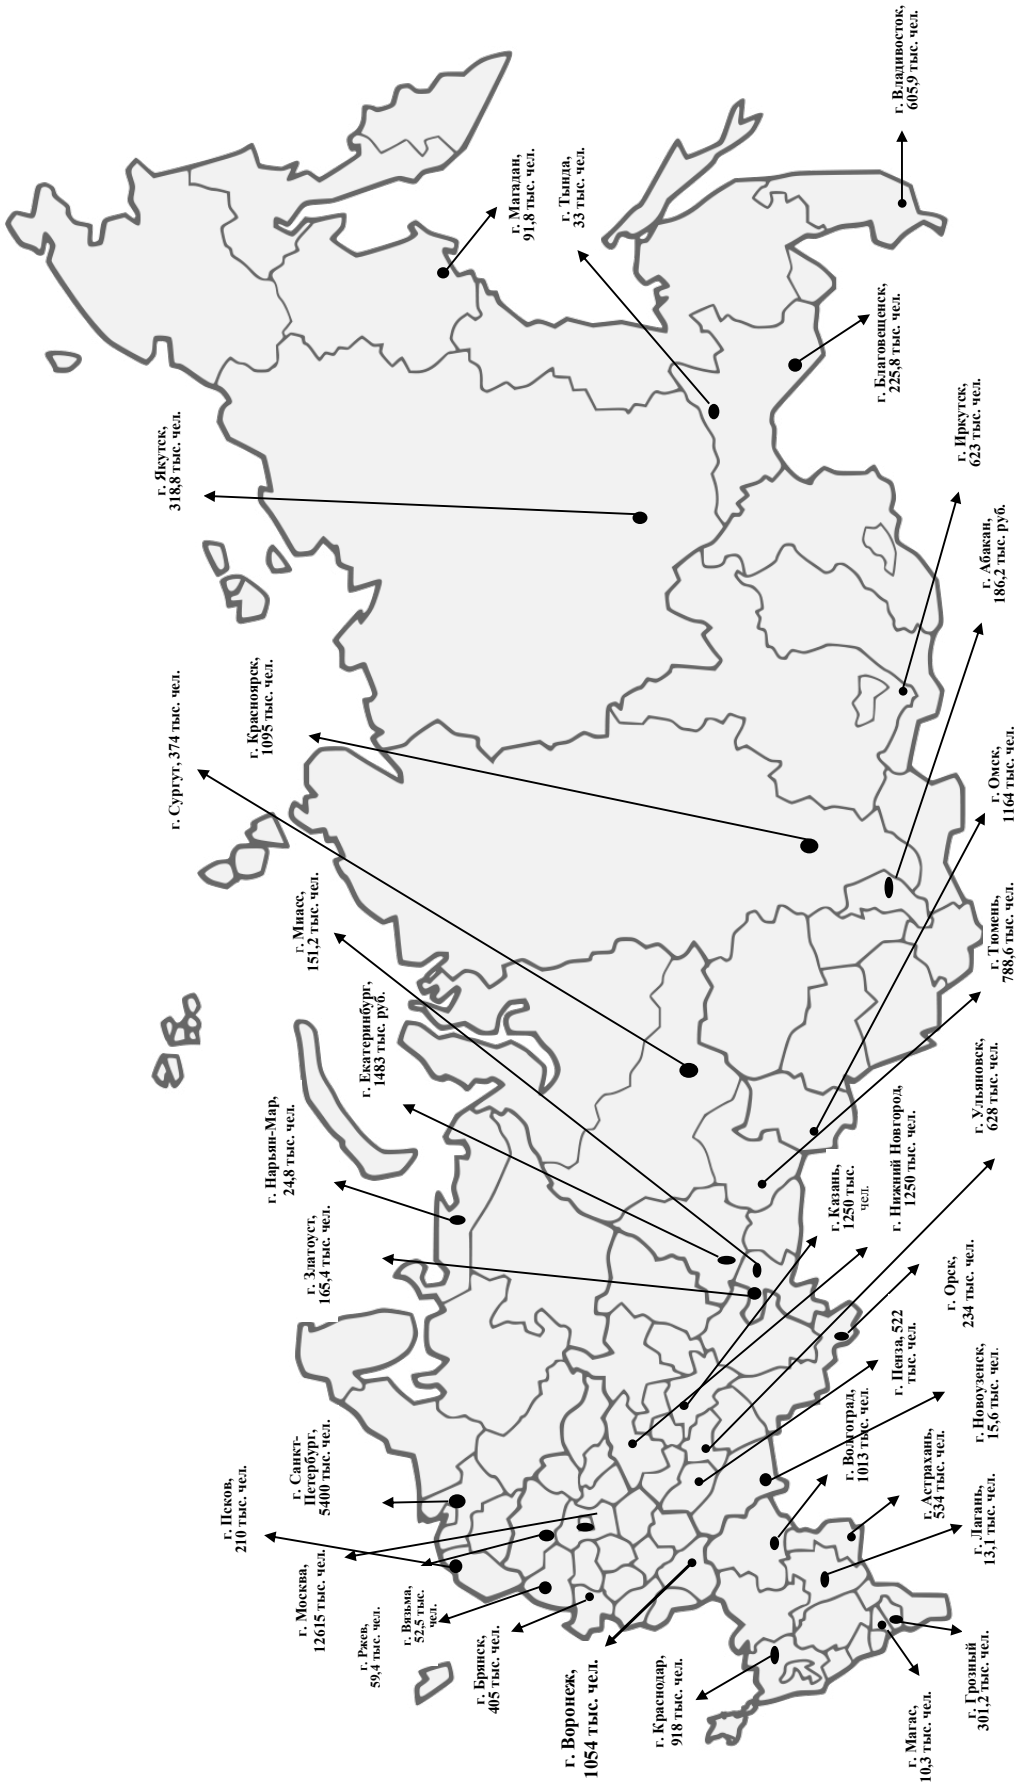 г. Владивосток,
605,9 тыс. чел.
г. Магадан,
91,8 тыс. чел.
г. Тында,
33 тыс. чел.
г. Благовещенск,
225,8 тыс. чел.
г. Якутск,
318,8 тыс. чел.
г. Иркутск,
623 тыс. чел.
г. Абакан,
186,2 тыс. руб.
г. Красноярск,
1095 тыс. чел.
г. Сургут, 374 тыс. чел.
г. Омск,
1164 тыс. чел.
г. Миасс,
151,2 тыс. чел.
г. Тюмень,
788,6 тыс. чел.
г. Екатеринбург,
1483 тыс. руб.
г. Ульяновск,
628 тыс. чел.
г. Нарьян-Мар,
24,8 тыс. чел.
г. Нижний Новгород,
1250 тыс. чел.
г. Казань,
1250 тыс.
чел.
г. Златоуст,
165,4 тыс. чел.
г. Орск,
234 тыс. чел.
г. Пенза, 522
тыс. чел.
г. Новоузенск,
15,6 тыс. чел.
г. Волгоград,
1013 тыс. чел
г. Санкт-
Петербург,
5400 тыс. чел.
г. Астрахань,
534 тыс. чел.
г. Псков,
210 тыс. чел.
г. Лагань,
13,1 тыс. чел.
г. Москва,
12615 тыс. чел.
г. Вязьма,
52,5 тыс.
чел.
г. Ржев,
59,4 тыс. чел.
г. Брянск,
405 тыс. чел.
г. Воронеж,
1054 тыс. чел.
г. Краснодар,
918 тыс. чел.
г. Грозный
301,2 тыс. чел.
г. Магас,
10,3 тыс. чел.